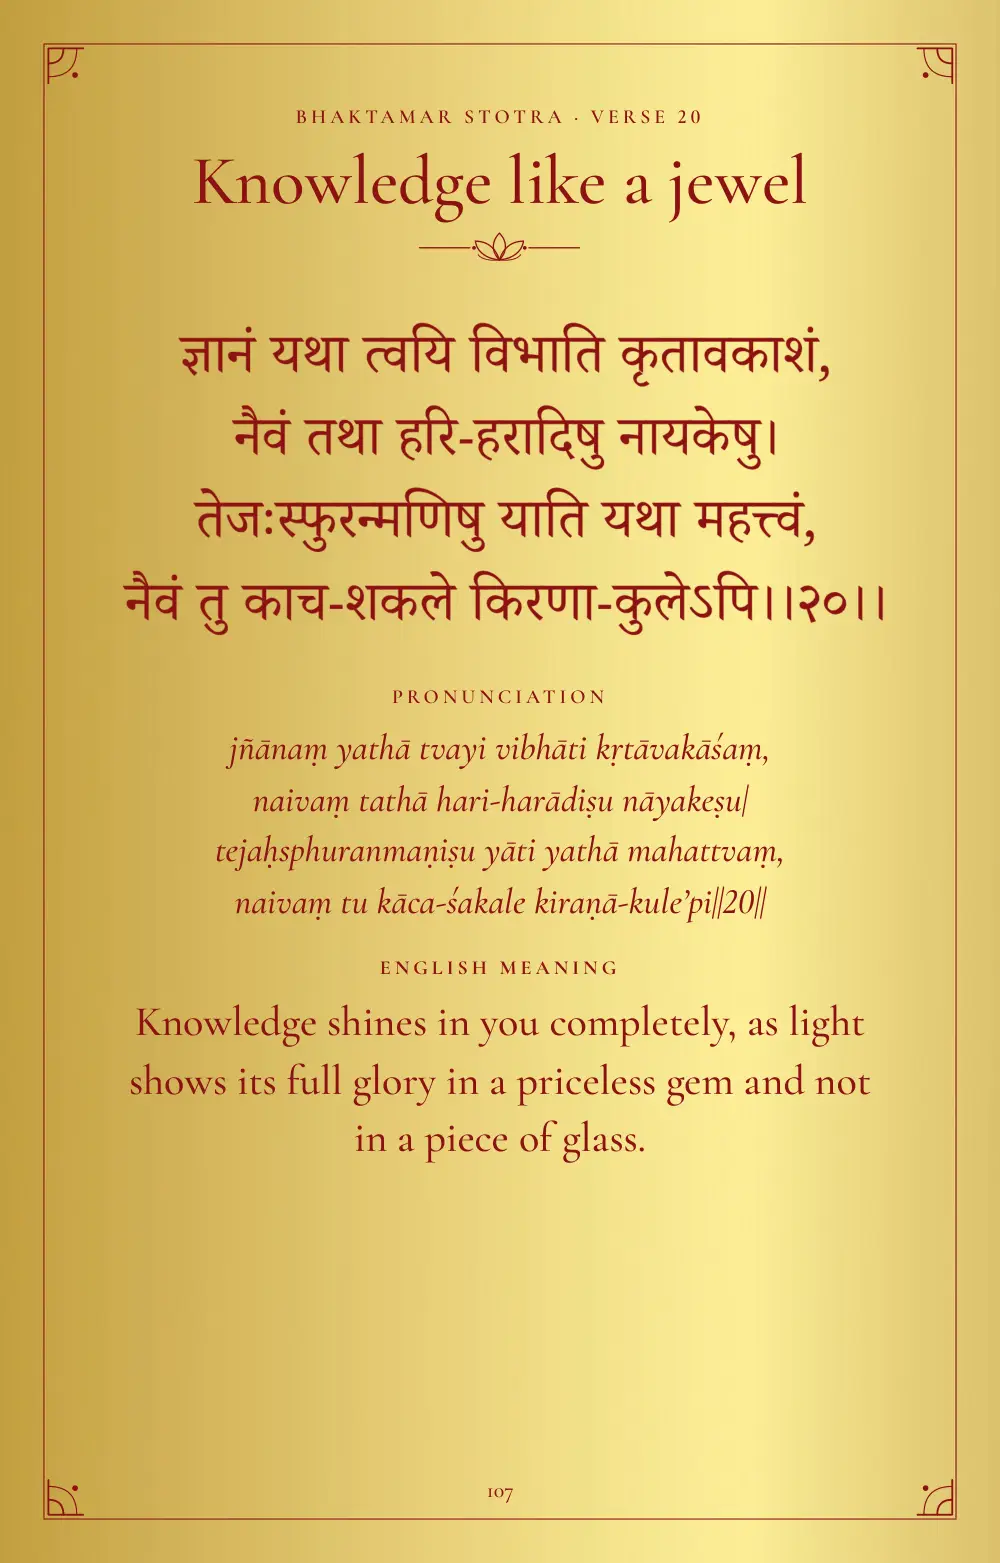 BHAKTAMAR STOTRA · VERSE 20
Knowledge like a jewel
ज्ञानं यथा त्वयि विभाति कृतावकाशं,
नैवं तथा हरि-हरादिषु नायकेषु।
तेजःस्फुरन्मणिषु याति यथा महत्त्वं,
नैवं तु काच-शकले किरणा-कुलेऽपि।।२०।।
PRONUNCIATION
jñānaṃ yathā tvayi vibhāti kṛtāvakāśaṃ,
naivaṃ tathā hari-harādiṣu nāyakeṣu|
tejaḥsphuranmaṇiṣu yāti yathā mahattvaṃ,
naivaṃ tu kāca-śakale kiraṇā-kule’pi||20||
ENGLISH MEANING
Knowledge shines in you completely, as light
shows its full glory in a priceless gem and not
in a piece of glass.
107